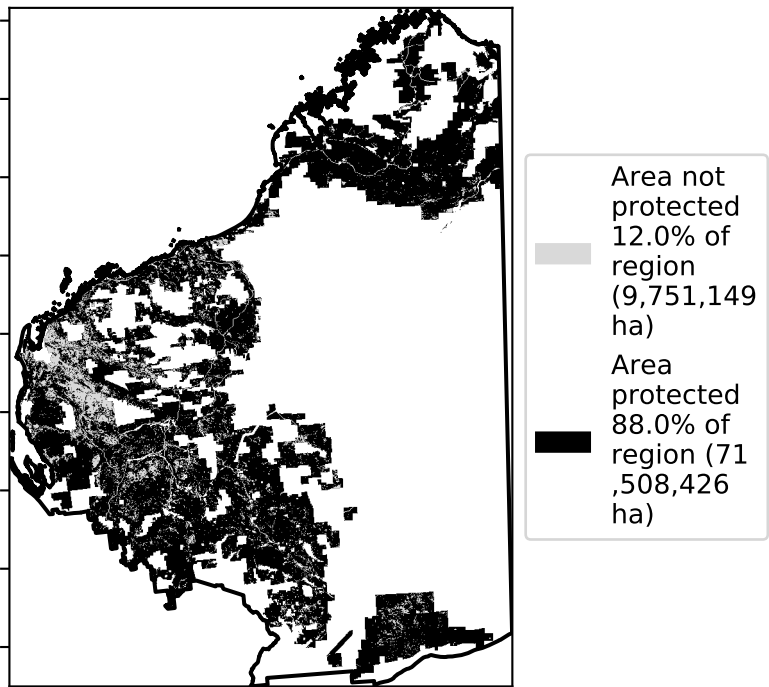 Area not
protected
12.0% of
region
(9,751,149
ha)
Area
protected
88.0% of
region (71
,508,426
ha)